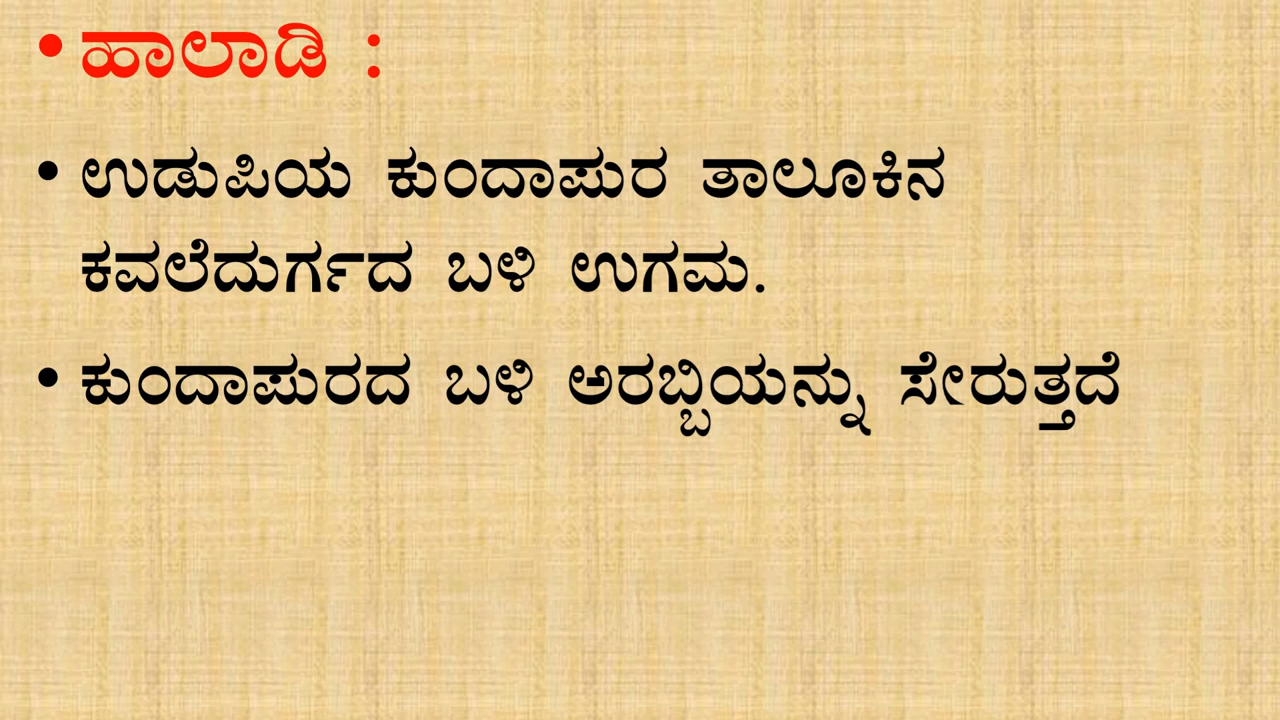 • ಹಾಲಾಡಿ :
• ಉಡುಪಿಯ ಕುಂದಾಪುರ ತಾಲೂಕಿನ
ಕವಲೆದುರ್ಗದ ಬಳಿ ಉಗಮ.
• ಕುಂದಾಪುರದ ಬಳಿ ಅರಬ್ಬಿಯನ್ನು ಸೇರುತ್ತದೆ